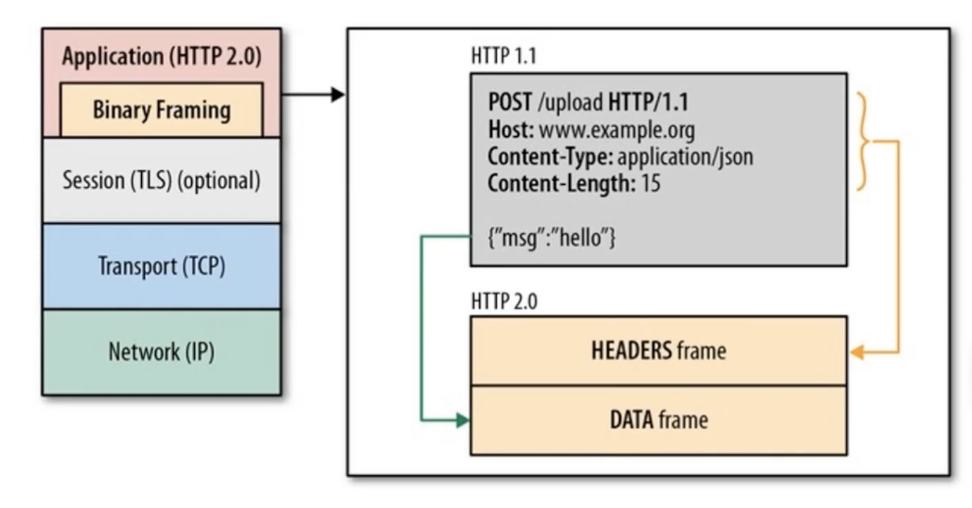 Application (HTTP 2.0)
Binary Framing
Session (TLS) (optional)
Transport (TCP)
Network (IP)
HTTP 1.1
POST /upload HTTP/1.1
Host: www.example.org
Content-Type: application/json
Content-Length: 15
{"msg":"hello"}
HTTP 2.0
HEADERS frame
DATA frame